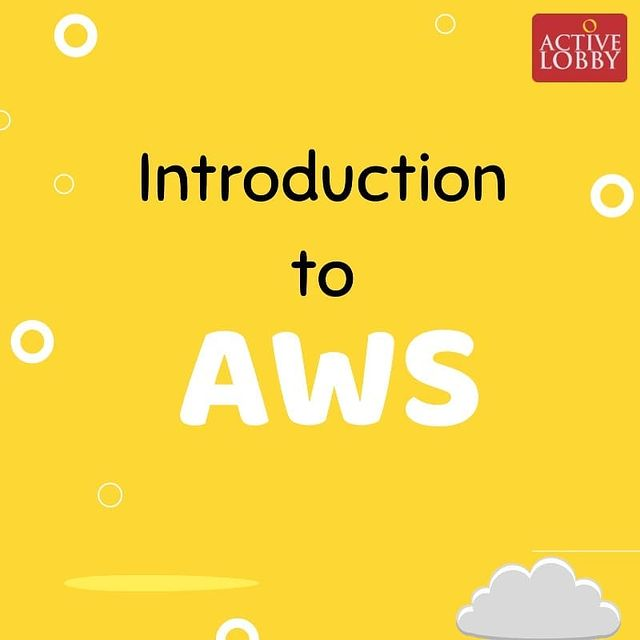 ACTIVE
LOBBY
Introduction
to
AWS